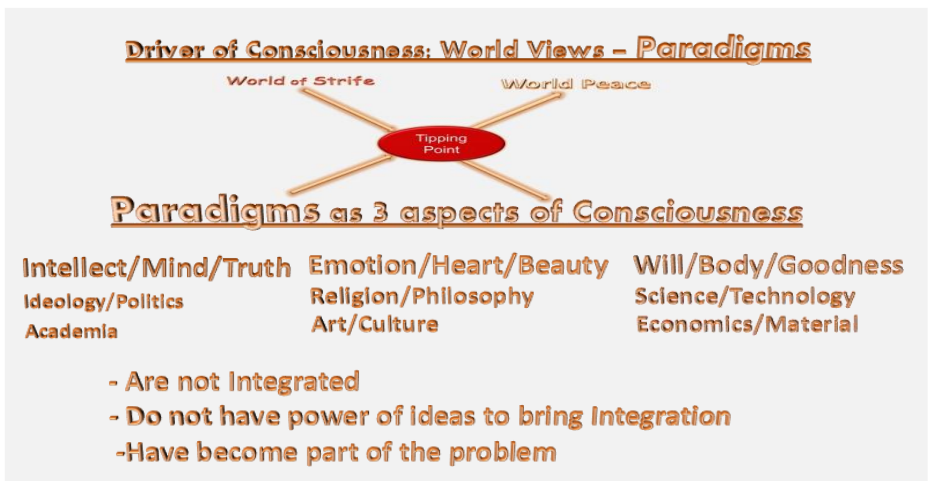 Driver of Consciousness: World Views – Paradigms
World of Strife
World Peace
Tipping
Point
Paradigms as 3 aspects of Consciousness
Intellect/Mind/Truth
Ideology/Politics
Academia
Emotion/Heart/Beauty
Religion/Philosophy
Art/Culture
Will/Body/Goodness
Science/Technology
Economics/Material
- Are not Integrated
- Do not have power of ideas to bring Integration
-Have become part of the problem